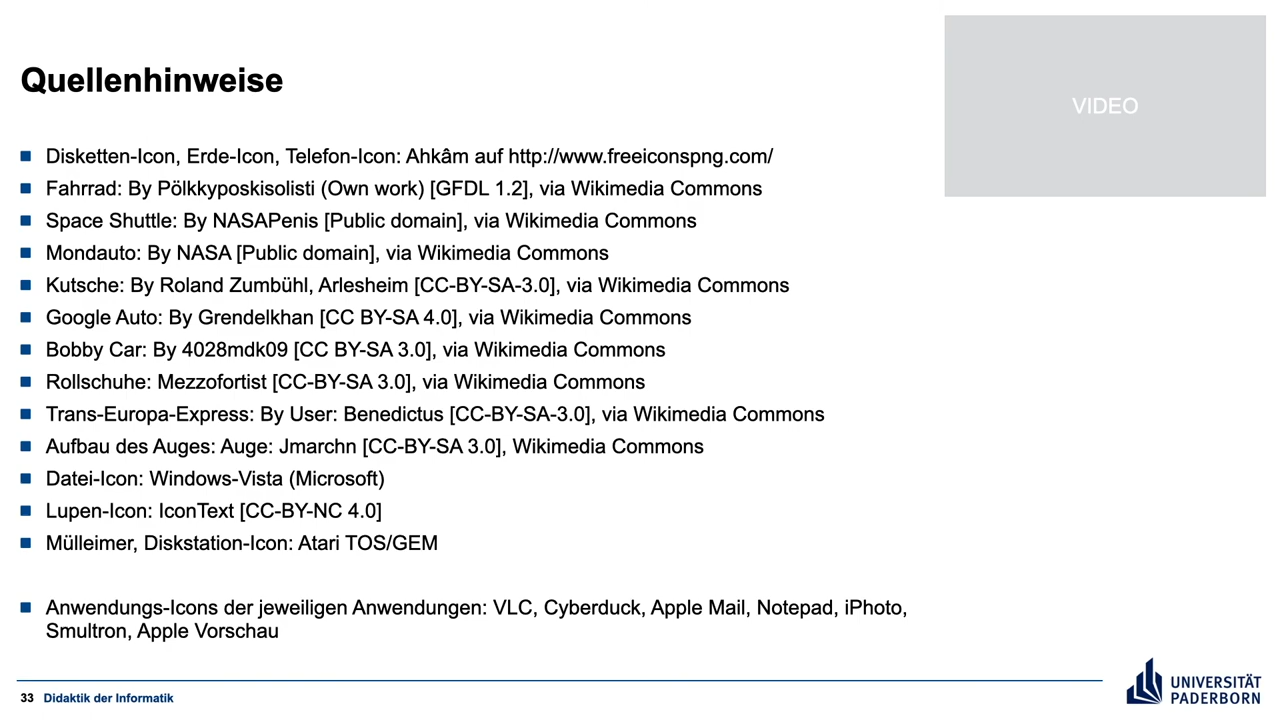 Quellenhinweise
VIDEO
Disketten-Icon, Erde-Icon, Telefon-Icon: Ahkâm auf http://www.freeiconspng.com/
Fahrrad: By Pölkkyposkisolisti (Own work) [GFDL 1.2], via Wikimedia Commons
Space Shuttle: By NASAPenis [Public domain], via Wikimedia Commons
Mondauto: By NASA [Public domain], via Wikimedia Commons
Kutsche: By Roland Zumbühl, Arlesheim [CC-BY-SA-3.0], via Wikimedia Commons
Google Auto: By Grendelkhan [CC BY-SA 4.0], via Wikimedia Commons
Bobby Car: By 4028mdk09 [CC BY-SA 3.0], via Wikimedia Commons
Rollschuhe: Mezzofortist [CC-BY-SA 3.0], via Wikimedia Commons
Trans-Europa-Express: By User: Benedictus [CC-BY-SA-3.0], via Wikimedia Commons
Aufbau des Auges: Auge: Jmarchn [CC-BY-SA 3.0], Wikimedia Commons
Datei-Icon: Windows-Vista (Microsoft)
Lupen-Icon: IconText [CC-BY-NC 4.0]
Mülleimer, Diskstation-Icon: Atari TOS/GEM
Anwendungs-Icons der jeweiligen Anwendungen: VLC, Cyberduck, Apple Mail, Notepad, iPhoto,
Smultron, Apple Vorschau
33 Didaktik der Informatik
UNIVERSITÄT
PADERBORN